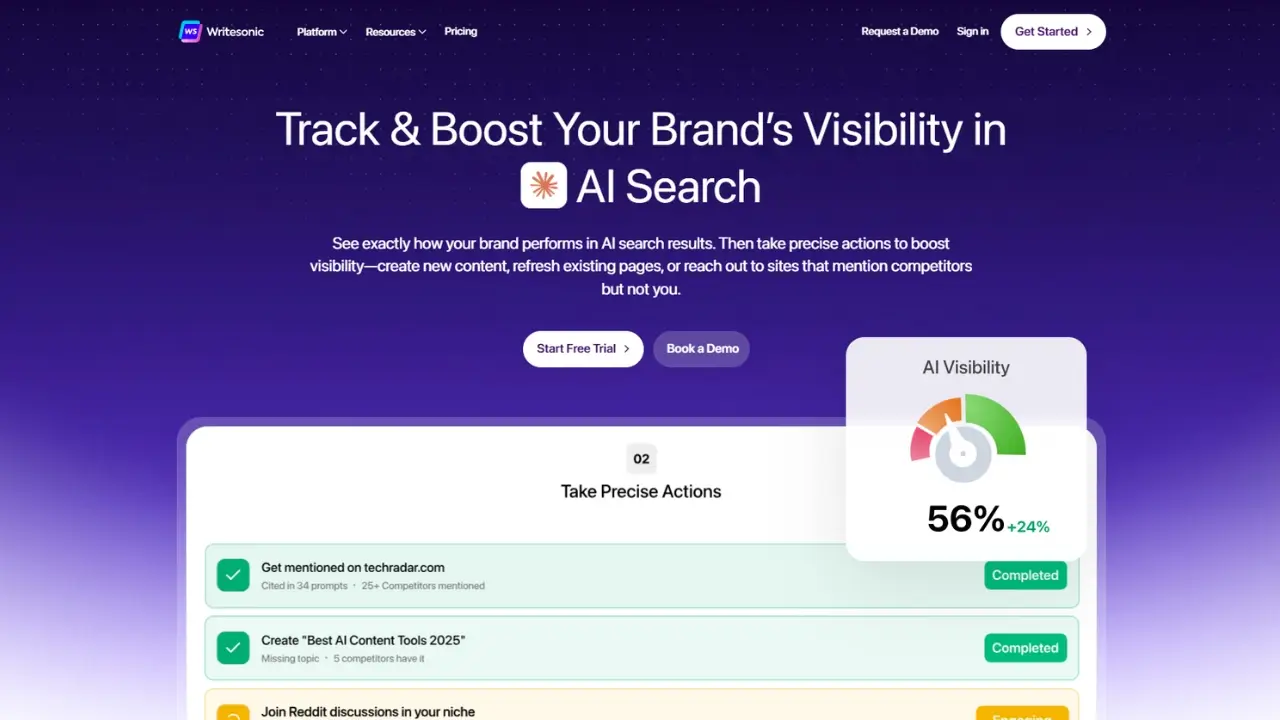 WS Writesonic Platform Resources Pricing Request a Demo Sign in Get Started
Track & Boost Your Brand’s Visibility in
AI Search
See exactly how your brand performs in AI search results. Then take precise actions to boost
visibility—create new content, refresh existing pages, or reach out to sites that mention competitors
but not you.
Start Free Trial Book a Demo
AI Visibility
56% +24%
02
Take Precise Actions
Get mentioned on techradar.com
Cited in 34 prompts · 25+ Competitors mentioned
Completed
Create "Best AI Content Tools 2025"
Missing topic · 5 competitors have it
Completed
Join Reddit discussions in your niche